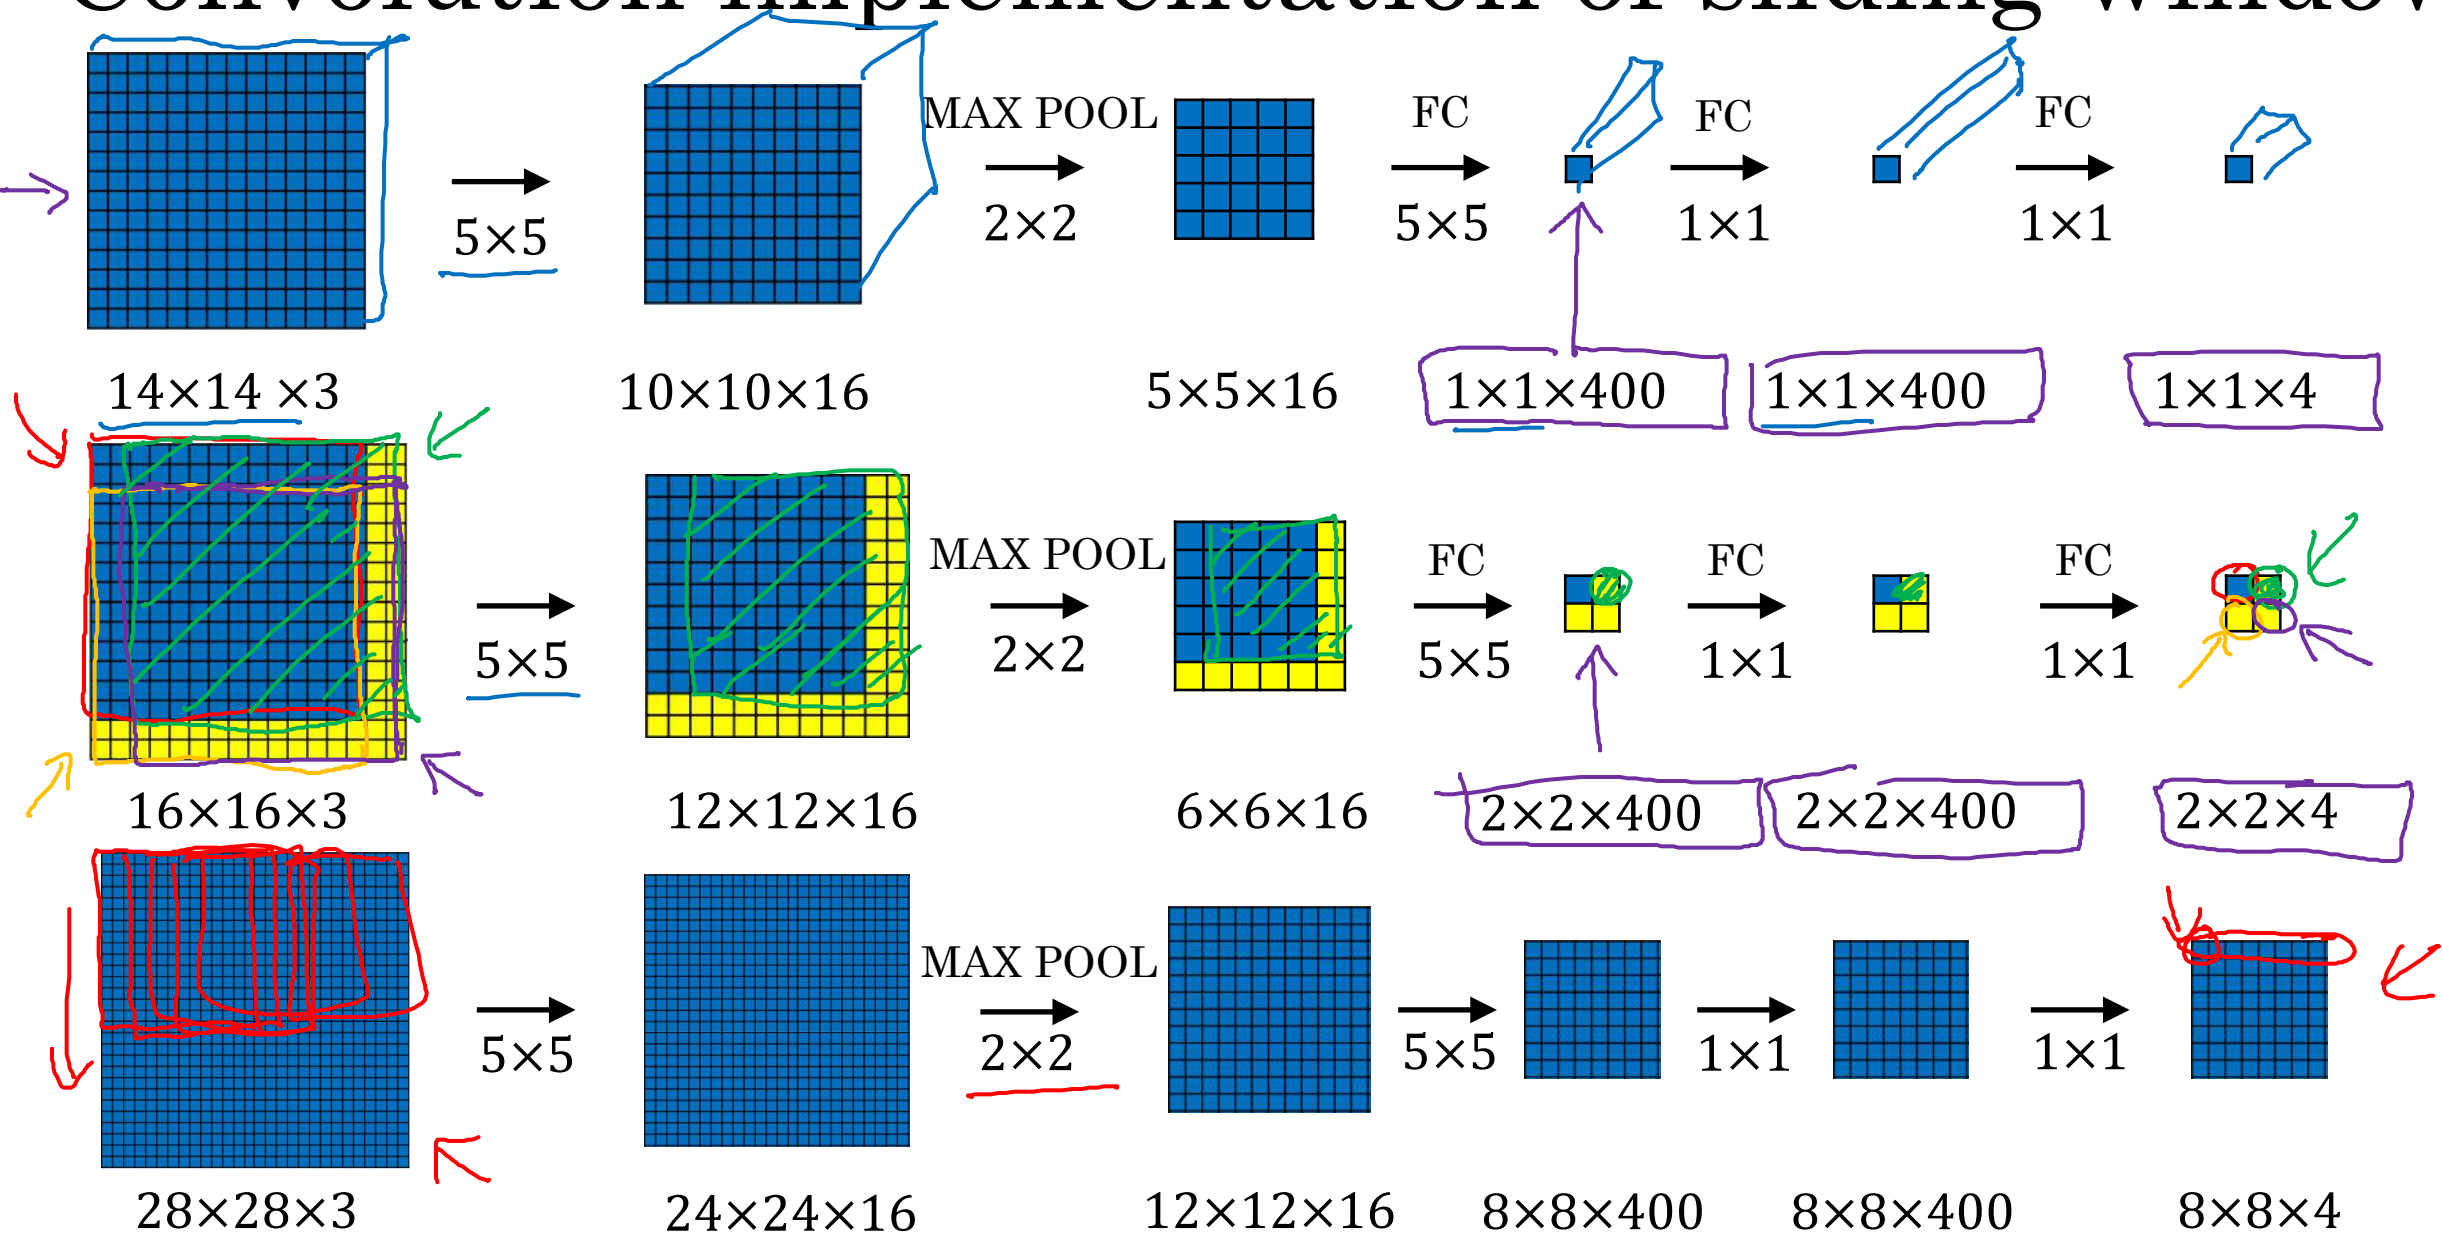 Convolution implementation of sliding window
MAX POOL FC FC FC
5×5 2×2 5×5 1×1 1×1
14×14 ×3 10×10×16 5×5×16 1×1×400 1×1×400 1×1×4
MAX POOL FC FC FC
5×5 2×2 5×5 1×1 1×1
16×16×3 12×12×16 6×6×16 2×2×400 2×2×400 2×2×4
MAX POOL
5×5 2×2 5×5 1×1 1×1
28×28×3 24×24×16 12×12×16 8×8×400 8×8×400 8×8×4